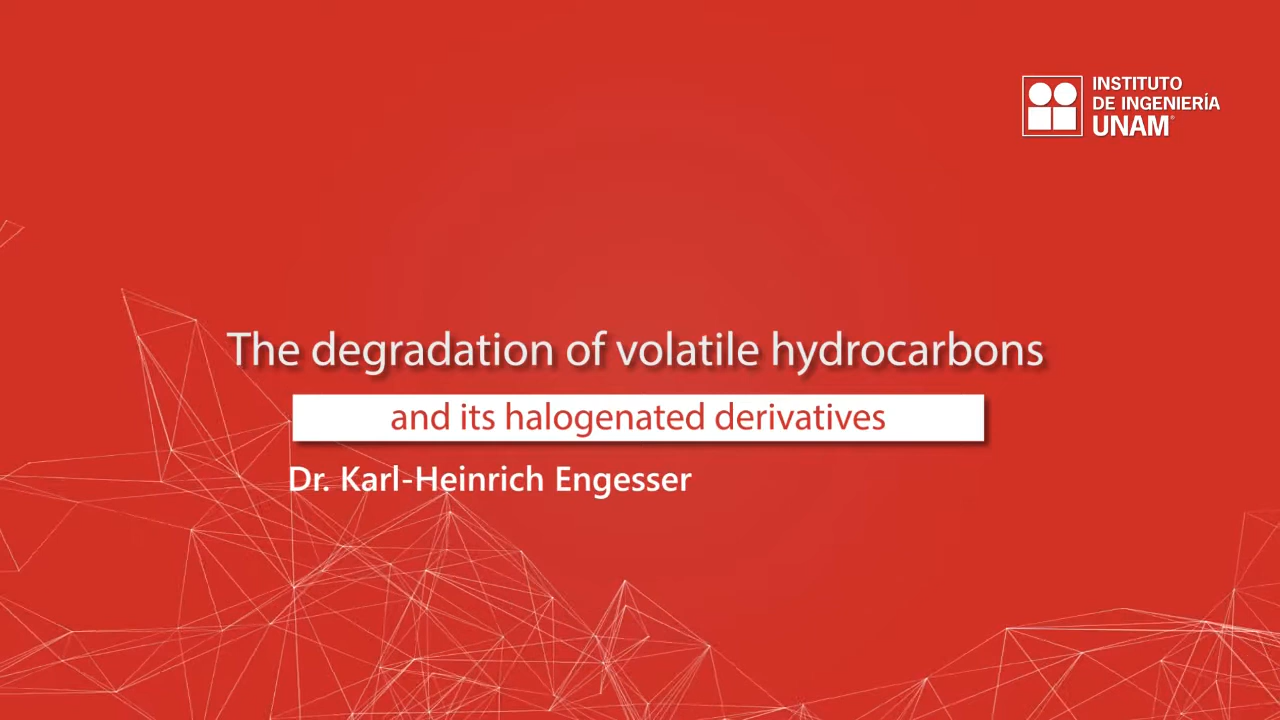 INSTITUTO
DE INGENIERÍA
UNAM®
The degradation of volatile hydrocarbons
and its halogenated derivatives
Dr. Karl-Heinrich Engesser